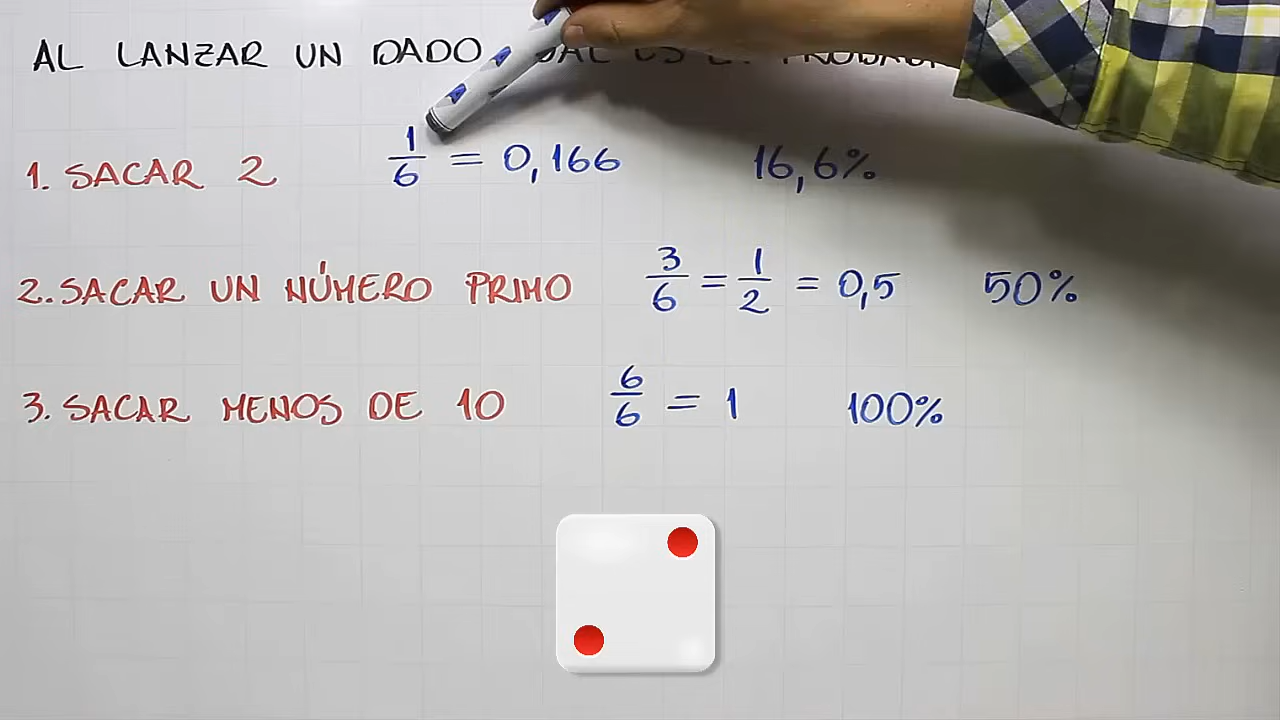 AL LANZAR UN DADO
1. SACAR 2 1/6 = 0,166 16,6%
2. SACAR UN NÚMERO PRIMO 3/6 = 1/2 = 0,5 50%
3. SACAR MENOS DE 10 6/6 = 1 100%